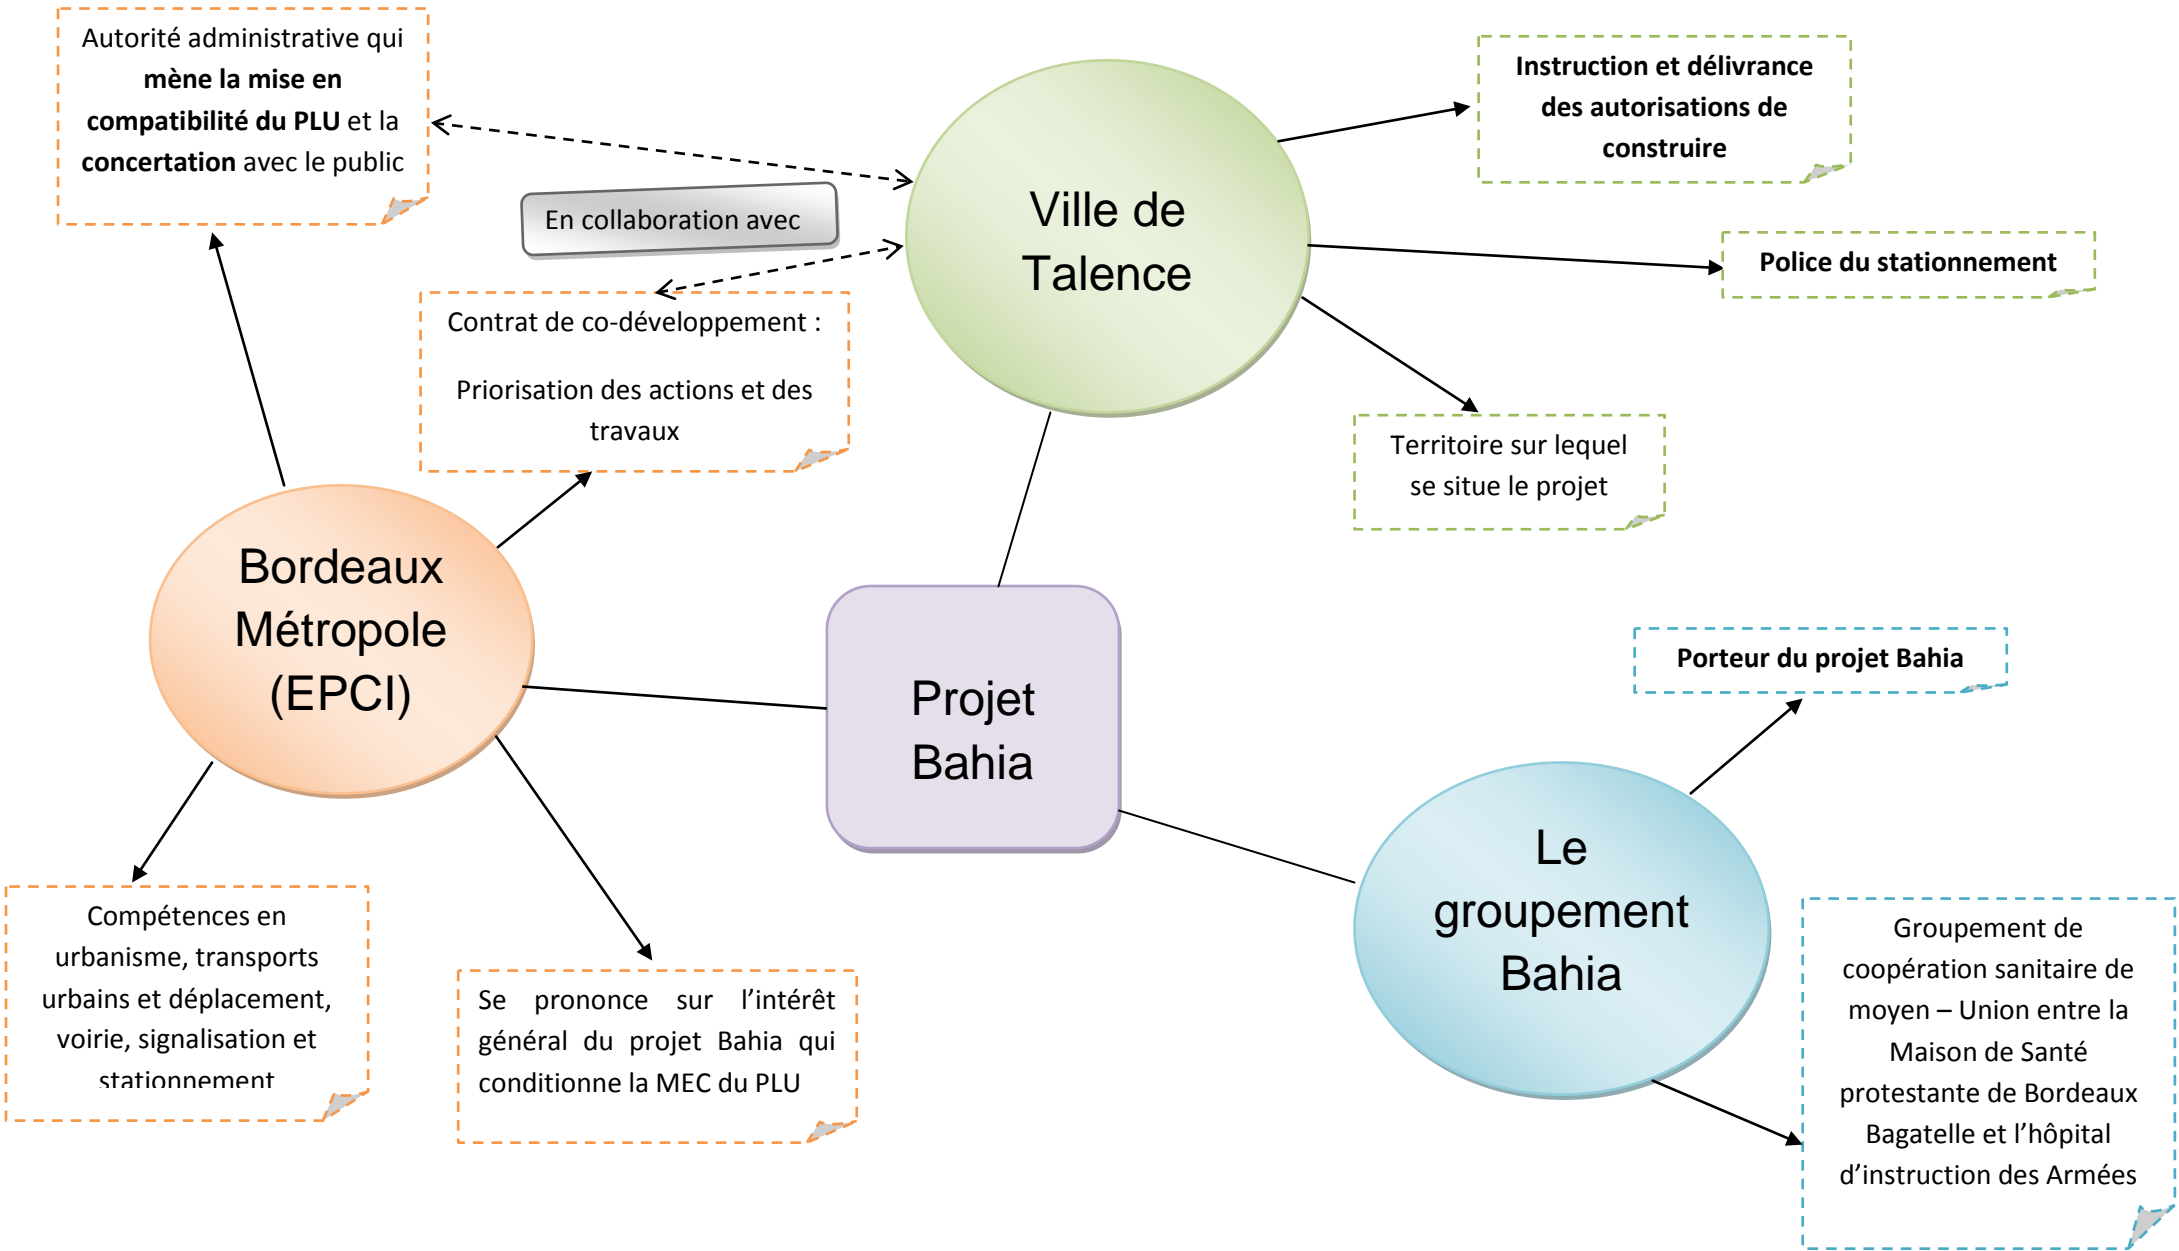 Autorité administrative qui
mène la mise en
compatibilité du PLU et la
concertation avec le public
En collaboration avec
Contrat de co-développement :
Priorisation des actions et des
travaux
Ville de
Talence
Instruction et délivrance
des autorisations de
construire
Police du stationnement
Territoire sur lequel
se situe le projet
Bordeaux
Métropole
(EPCI)
Projet
Bahia
Porteur du projet Bahia
Le
groupement
Bahia
Compétences en
urbanisme, transports
urbains et déplacement,
voirie, signalisation et
stationnement
Se prononce sur l’intérêt
général du projet Bahia qui
conditionne la MEC du PLU
Groupement de
coopération sanitaire de
moyen – Union entre la
Maison de Santé
protestante de Bordeaux
Bagatelle et l’hôpital
d’instruction des Armées